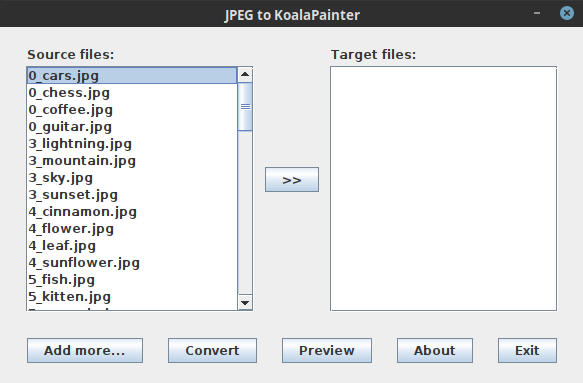 JPEG to KoalaPainter
Source files:
Target files:
0_cars.jpg
0_chess.jpg
0_coffee.jpg
0_guitar.jpg
3_lightning.jpg
3_mountain.jpg
3_sky.jpg
3_sunset.jpg
4_cinnamon.jpg
4_flower.jpg
4_leaf.jpg
4_sunflower.jpg
5_fish.jpg
5_kitten.jpg
>>
Add more...
Convert
Preview
About
Exit